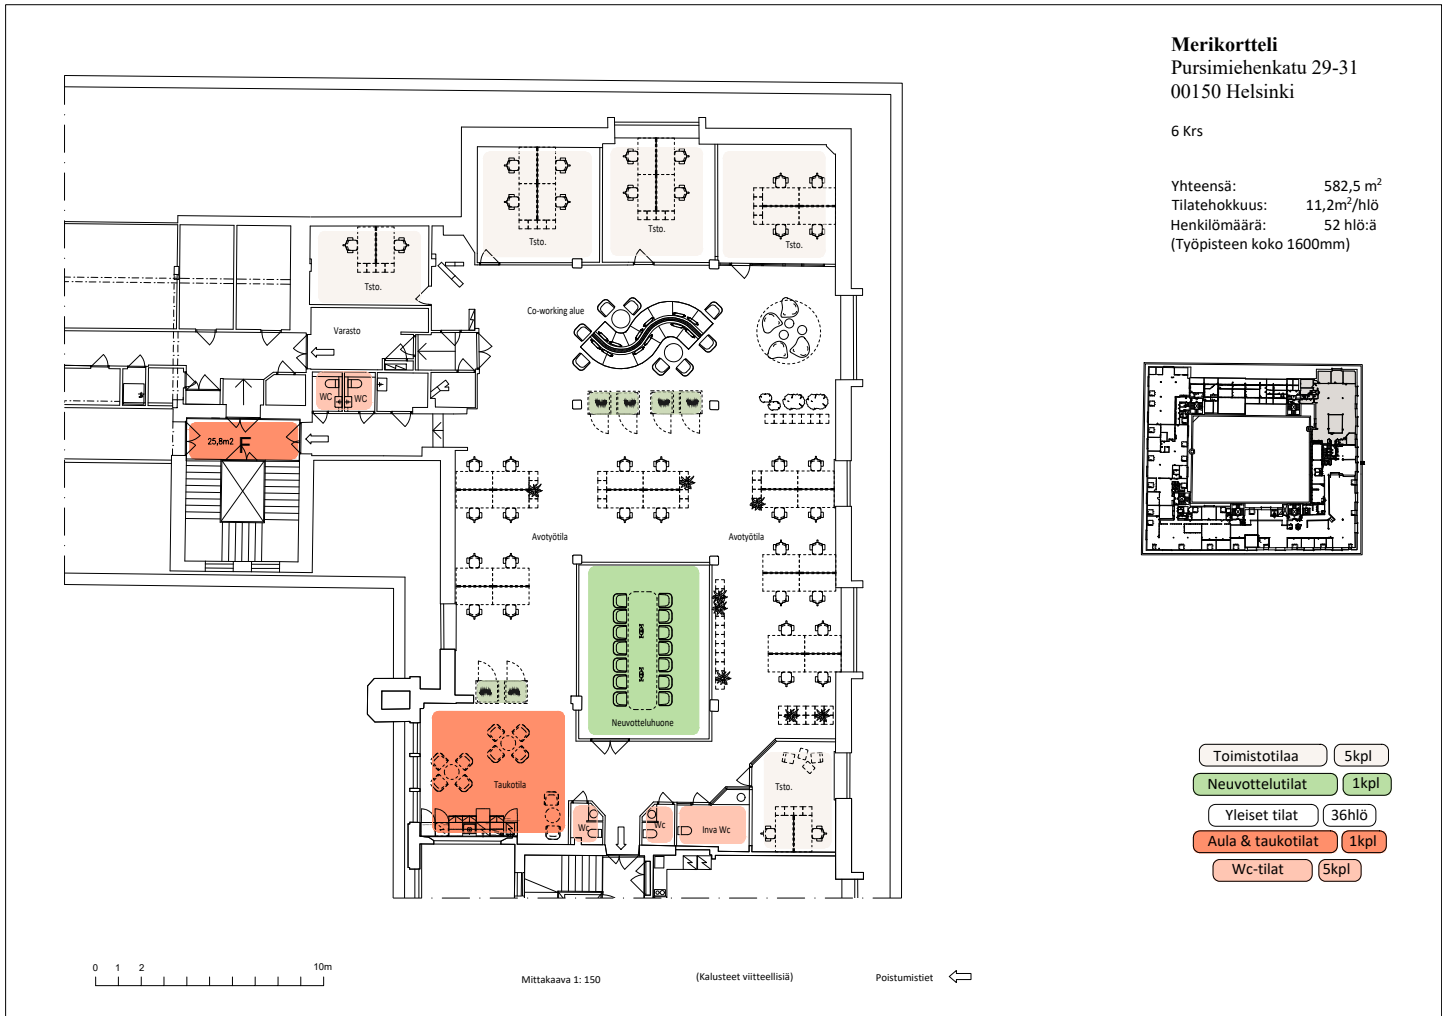 Merikortteli
Pursimiehenkatu 29-31
00150 Helsinki
6 Krs
Yhteensä: 582,5 m²
Tilatehokkuus: 11,2m²/hlö
Henkilömäärä: 52 hlö:ä
(Työpisteen koko 1600mm)
Tsto.
Tsto.
Tsto.
Tsto.
Co-working alue
Varasto
WC
WC
25,8m2
F
Avotyötila
Avotyötila
Neuvotteluhuone
Taukotila
Tsto.
Wc
Wc
Inva Wc
Toimistotilaa 5kpl
Neuvottelutilat 1kpl
Yleiset tilat 36hlö
Aula & taukotilat 1kpl
Wc-tilat 5kpl
0 1 2 10m
Mittakaava 1: 150
(Kalusteet viitteellisiä)
Poistumistiet